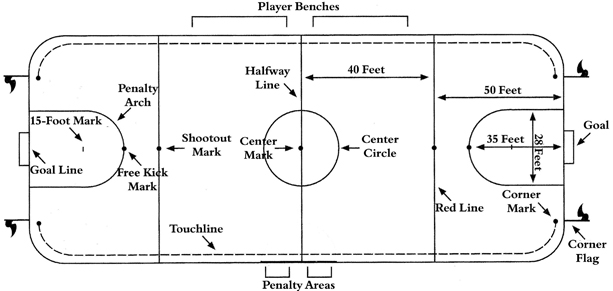 Player Benches
Halfway
Line
40 Feet
50 Feet
Penalty
Arch
15-Foot Mark
Goal
Shootout
Mark
Center
Mark
Center
Circle
35 Feet
28 Feet
Goal Line
Free Kick
Mark
Corner
Mark
Red Line
Touchline
Corner
Flag
Penalty Areas